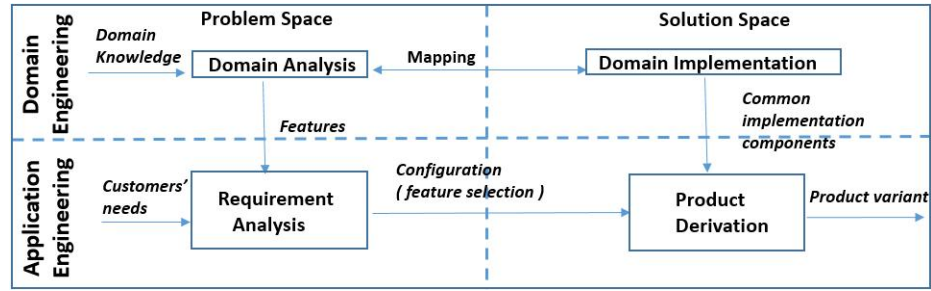 Problem Space
Solution Space
Domain
Engineering
Domain
Knowledge
Domain Analysis
Mapping
Domain Implementation
Features
Common
implementation
components
Application
Engineering
Customers’
needs
Requirement
Analysis
Configuration
( feature selection )
Product
Derivation
Product variant